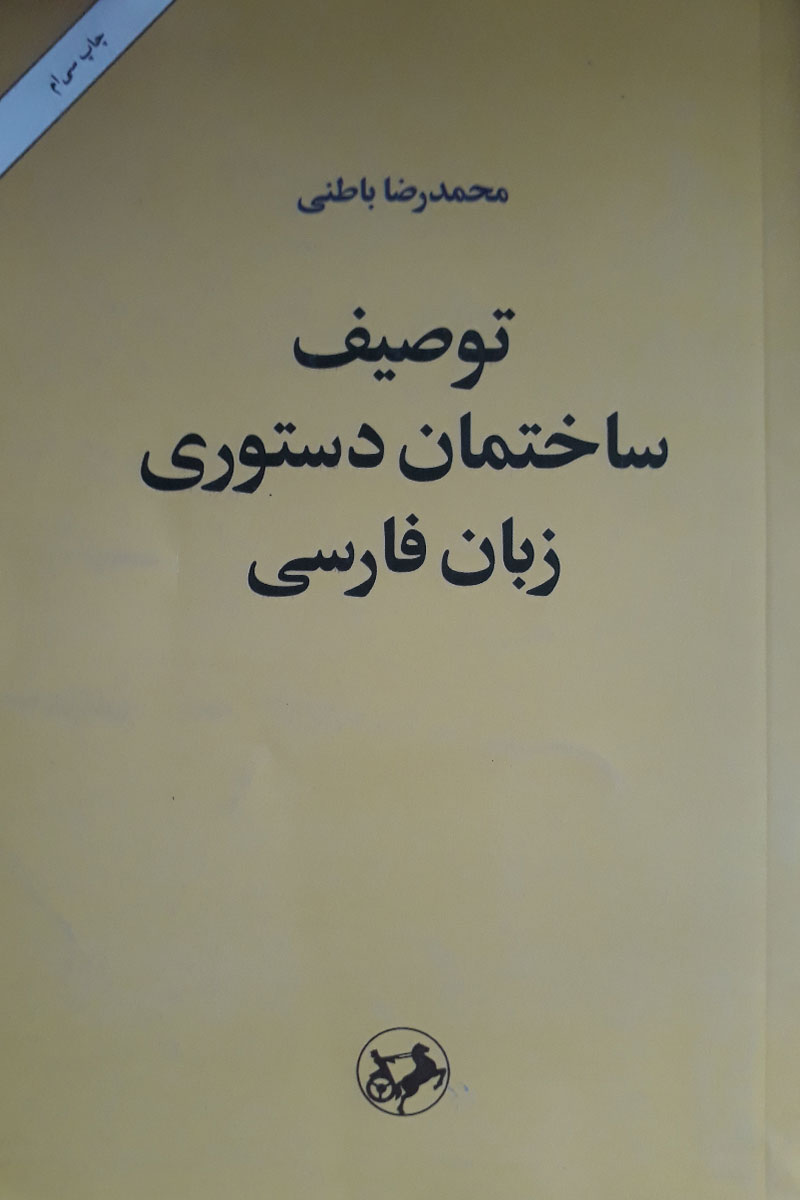 چاپ سی‌ام
محمدرضا باطنی
توصیف
ساختمان دستوری
زبان فارسی